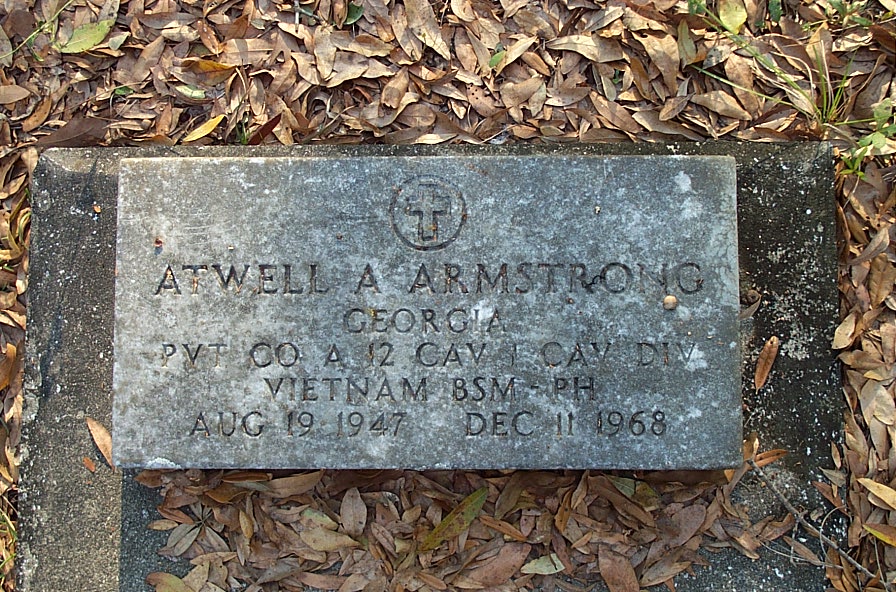 ATWELL A ARMSTRONG
GEORGIA
PVT CO A 12 CAV 1 CAV DIV
VIETNAM BSM - PH
AUG 19 1947 DEC 11 1968